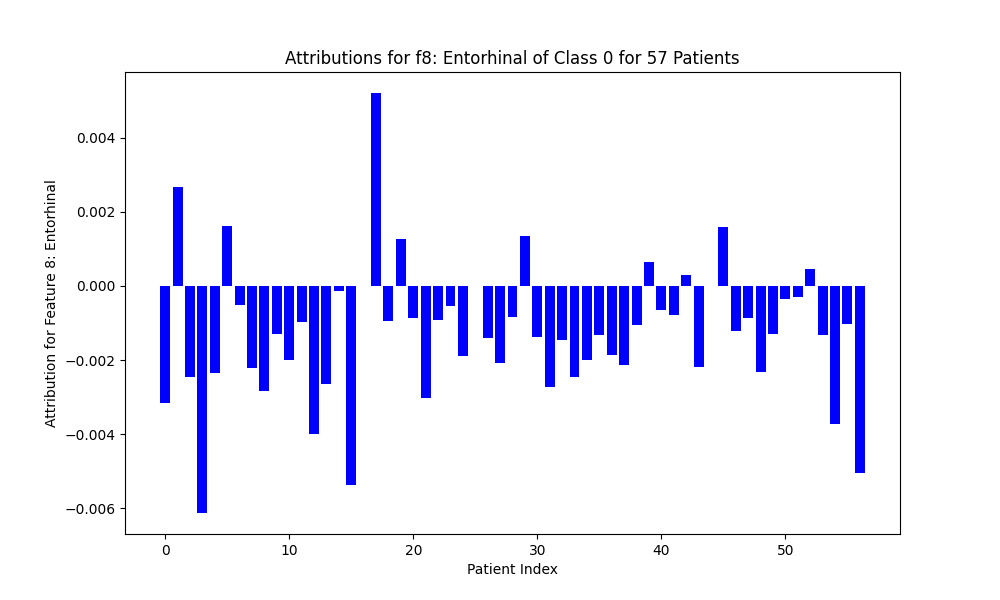 Attributions for f8: Entorhinal of Class 0 for 57 Patients
Attribution for Feature 8: Entorhinal
0.004
0.002
0.000
−0.002
−0.004
−0.006
0 10 20 30 40 50
Patient Index